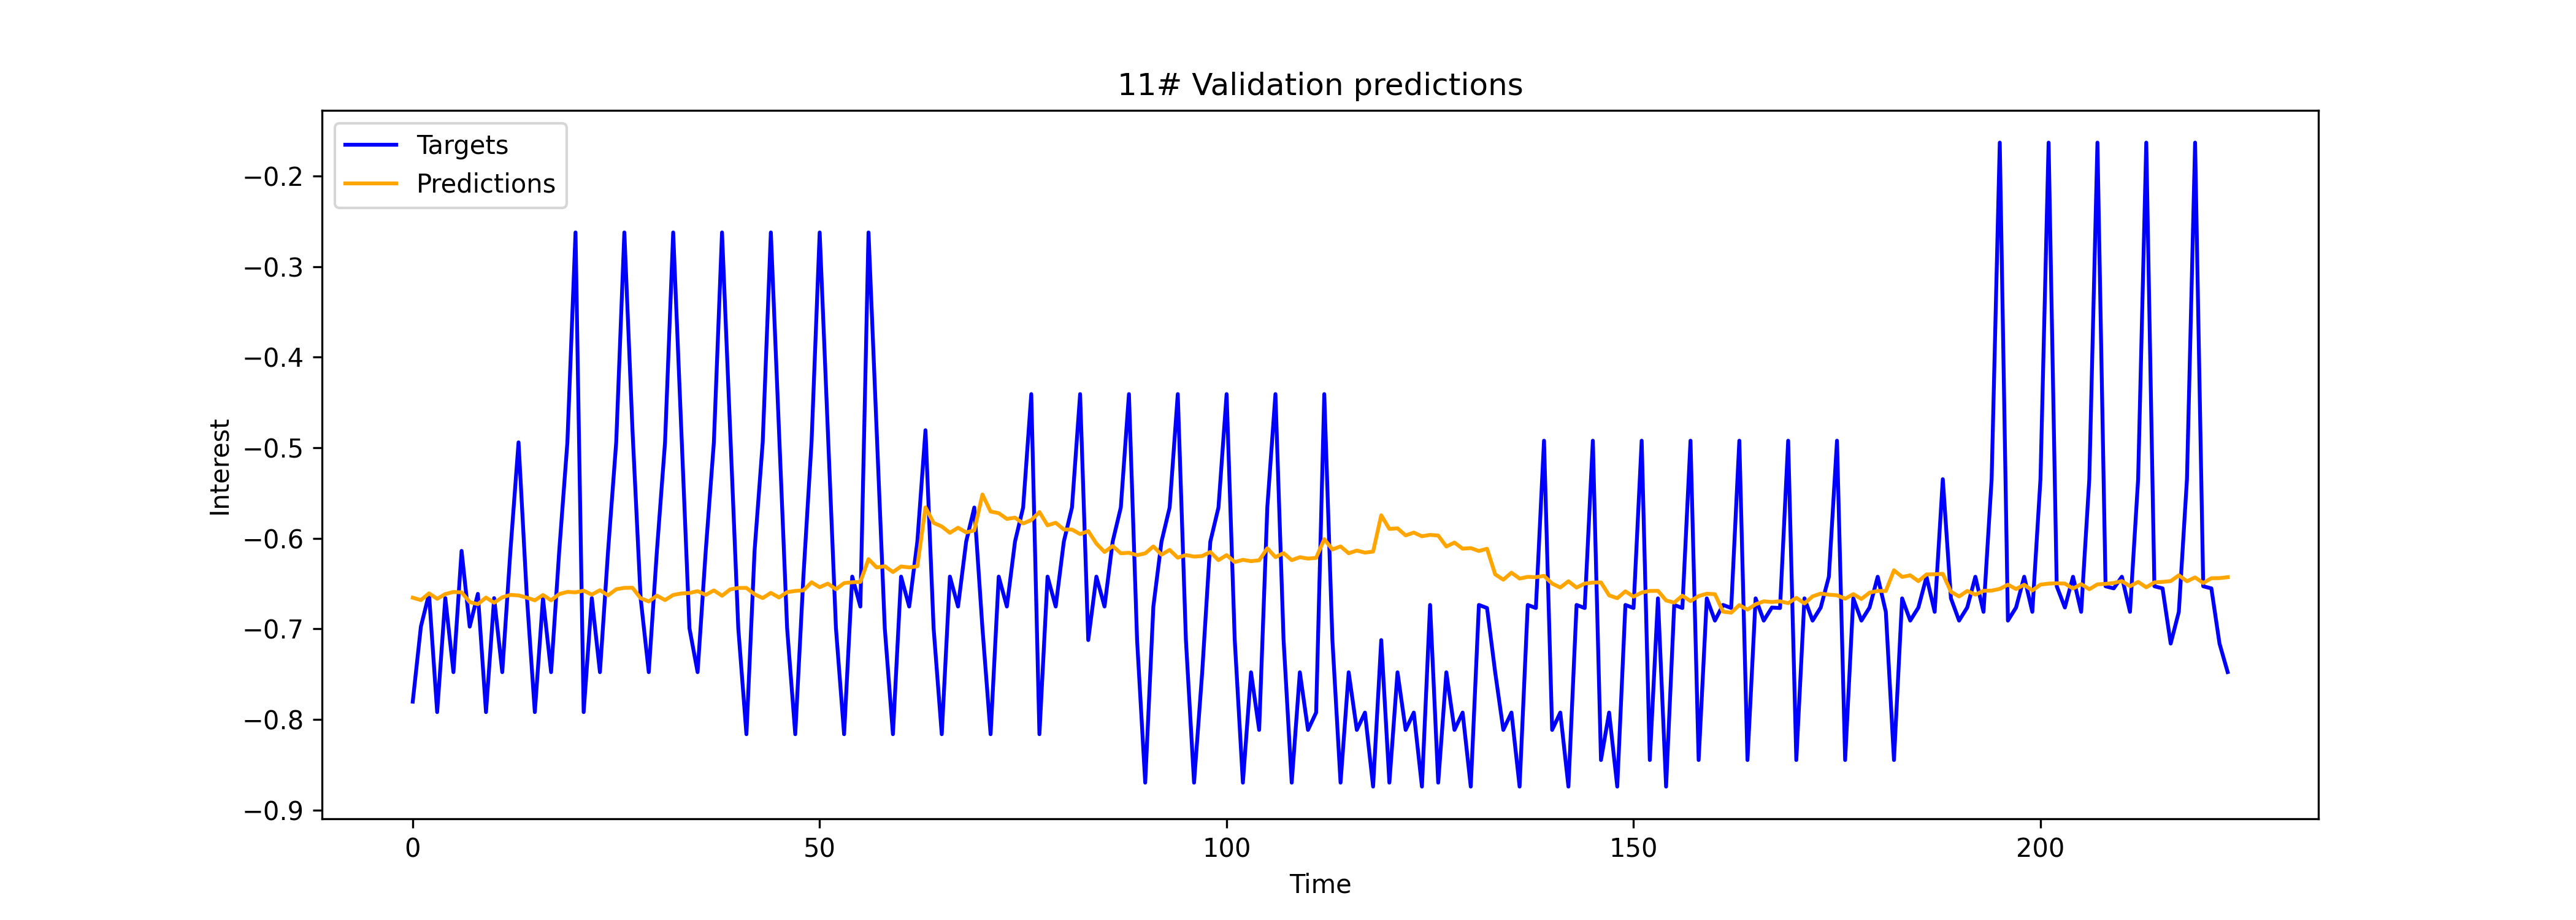 11# Validation predictions
Targets
Predictions
−0.2
−0.3
−0.4
−0.5
−0.6
−0.7
−0.8
−0.9
Interest
0 50 100 150 200
Time